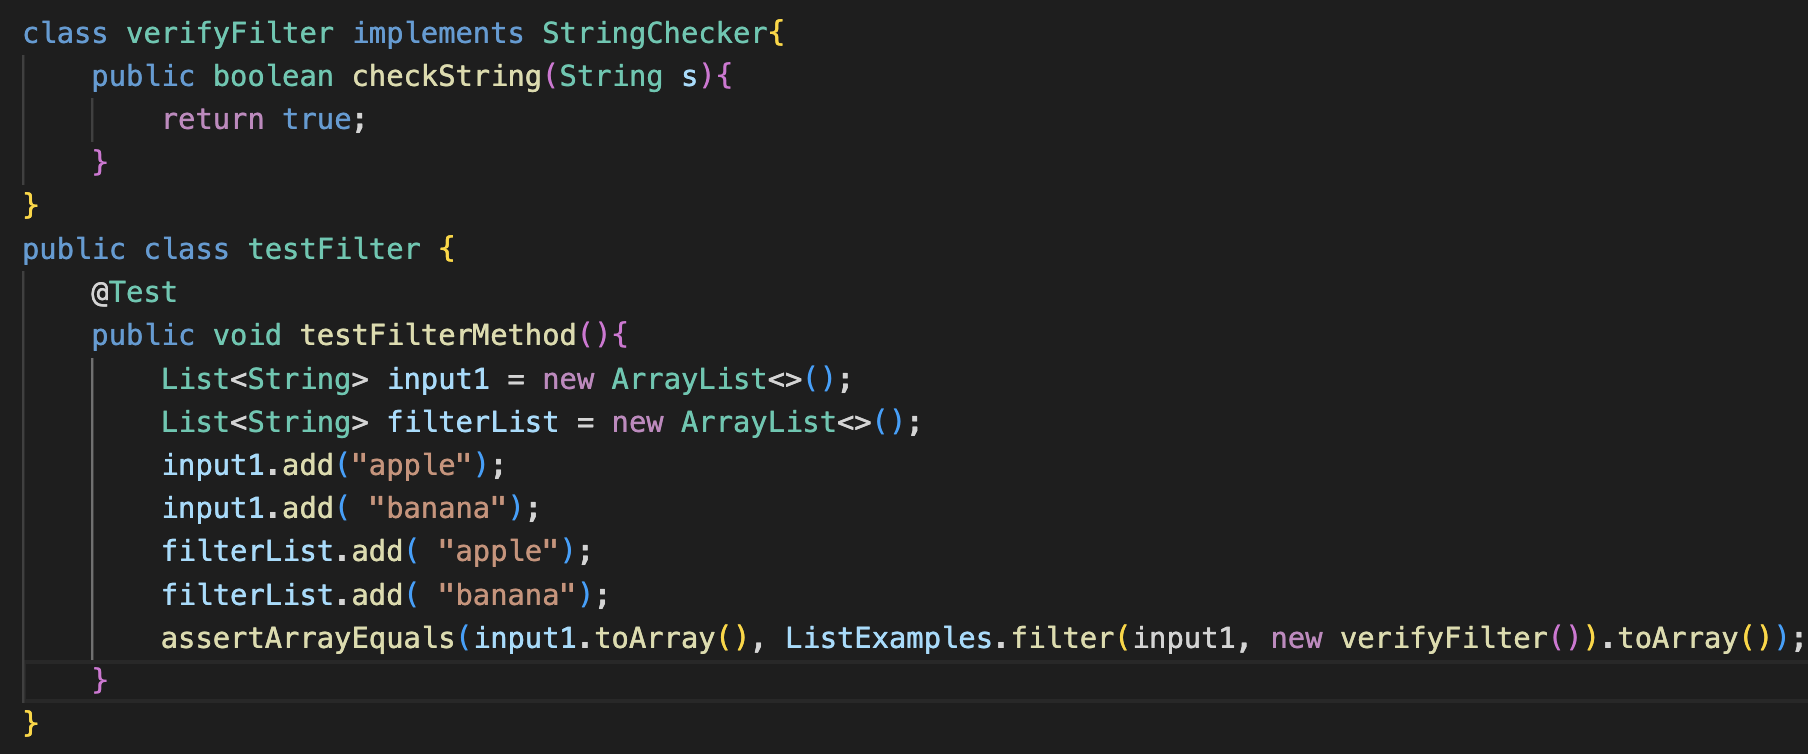 class verifyFilter implements StringChecker{
    public boolean checkString(String s){
        return true;
    }
}
public class testFilter {
    @Test
    public void testFilterMethod(){
        List<String> input1 = new ArrayList<>();
        List<String> filterList = new ArrayList<>();
        input1.add("apple");
        input1.add( "banana");
        filterList.add( "apple");
        filterList.add( "banana");
        assertArrayEquals(input1.toArray(), ListExamples.filter(input1, new verifyFilter()).toArray());
    }
}